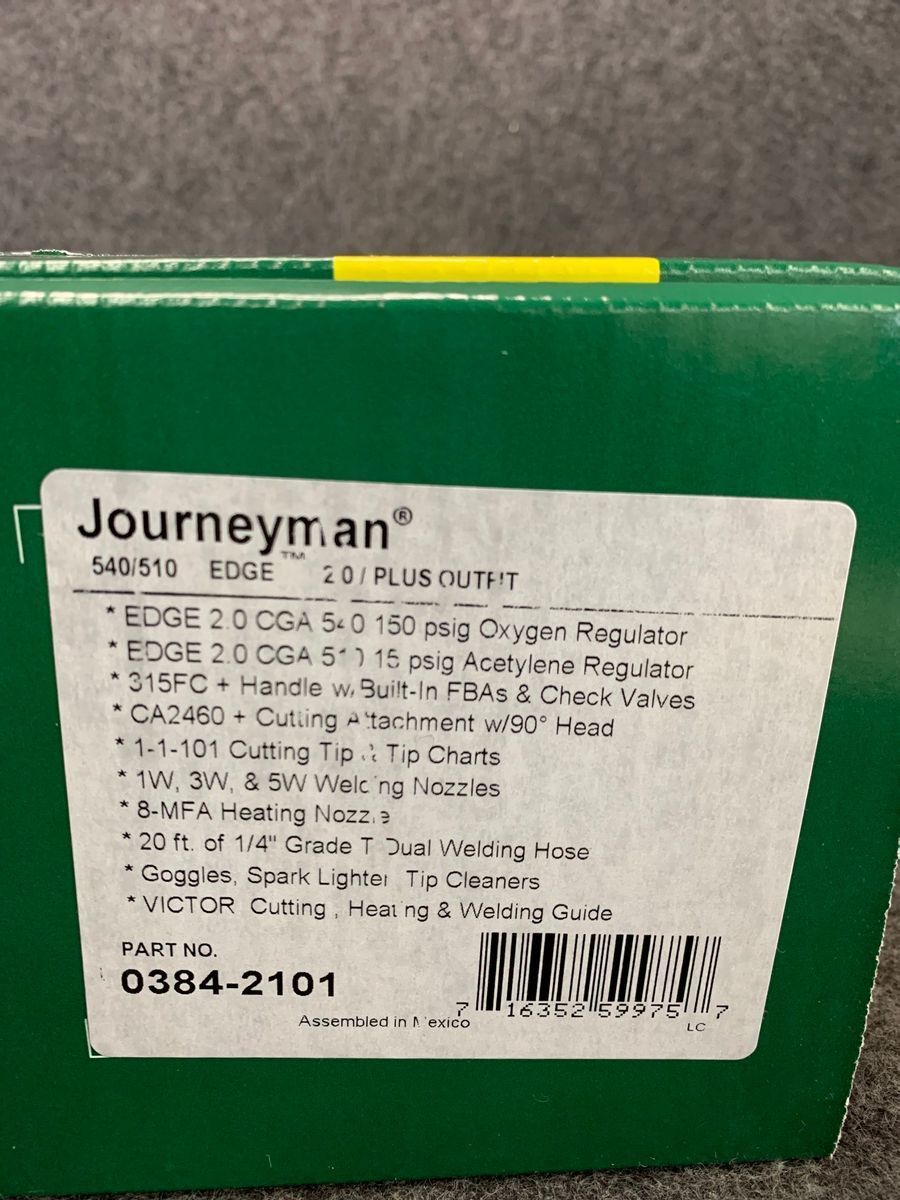 Journeyman®
540/510 EDGE™ 2.0 / PLUS OUTFIT
* EDGE 2.0 CGA 540 150 psig Oxygen Regulator
* EDGE 2.0 CGA 510 15 psig Acetylene Regulator
* 315FC + Handle w/ Built-In FBAs & Check Valves
* CA2460 + Cutting Attachment w/90° Head
* 1-1-101 Cutting Tip & Tip Charts
* 1W, 3W, & 5W Welding Nozzles
* 8-MFA Heating Nozzle
* 20 ft. of 1/4" Grade T Dual Welding Hose
* Goggles, Spark Lighter Tip Cleaners
* VICTOR Cutting , Heating & Welding Guide
PART NO.
0384-2101
7 16352 59975 7
Assembled in Mexico
LC